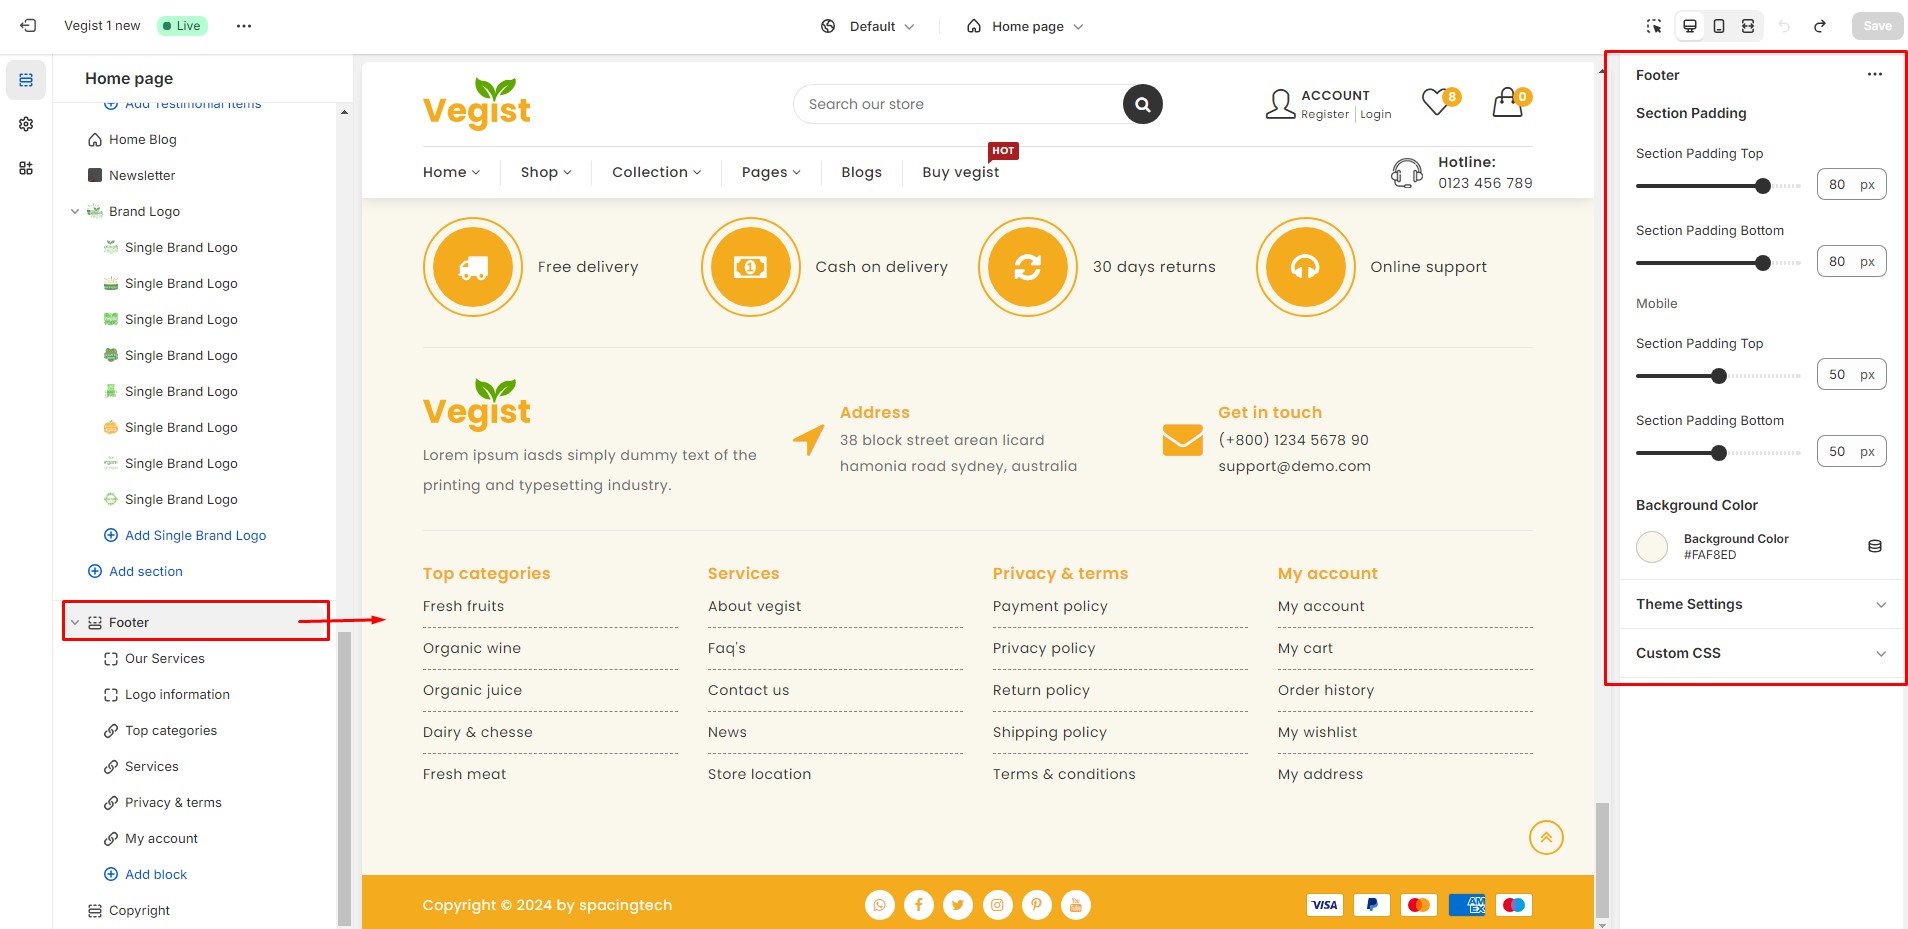 Vegist 1 new
Live
Default
Home page
Save
Home page
Add Testimonial Items
Home Blog
Newsletter
Brand Logo
Single Brand Logo
Single Brand Logo
Single Brand Logo
Single Brand Logo
Single Brand Logo
Single Brand Logo
Single Brand Logo
Single Brand Logo
Add Single Brand Logo
Add section
Footer
Our Services
Logo information
Top categories
Services
Privacy & terms
My account
Add block
Copyright
Vegist
Search our store
ACCOUNT
Register | Login
8
0
HOT
Home
Shop
Collection
Pages
Blogs
Buy vegist
Hotline:
0123 456 789
Free delivery
1
Cash on delivery
30 days returns
Online support
Vegist
Lorem ipsum iasds simply dummy text of the
printing and typesetting industry.
Address
38 block street arean licard
hamonia road sydney, australia
Get in touch
(+800) 1234 5678 90
support@demo.com
Top categories
Fresh fruits
Organic wine
Organic juice
Dairy & chesse
Fresh meat
Services
About vegist
Faq's
Contact us
News
Store location
Privacy & terms
Payment policy
Privacy policy
Return policy
Shipping policy
Terms & conditions
My account
My account
My cart
Order history
My wishlist
My address
Copyright © 2024 by spacingtech
You
Tube
VISA
AM
EX
Footer
Section Padding
Section Padding Top
80 px
Section Padding Bottom
80 px
Mobile
Section Padding Top
50 px
Section Padding Bottom
50 px
Background Color
Background Color
#FAF8ED
Theme Settings
Custom CSS